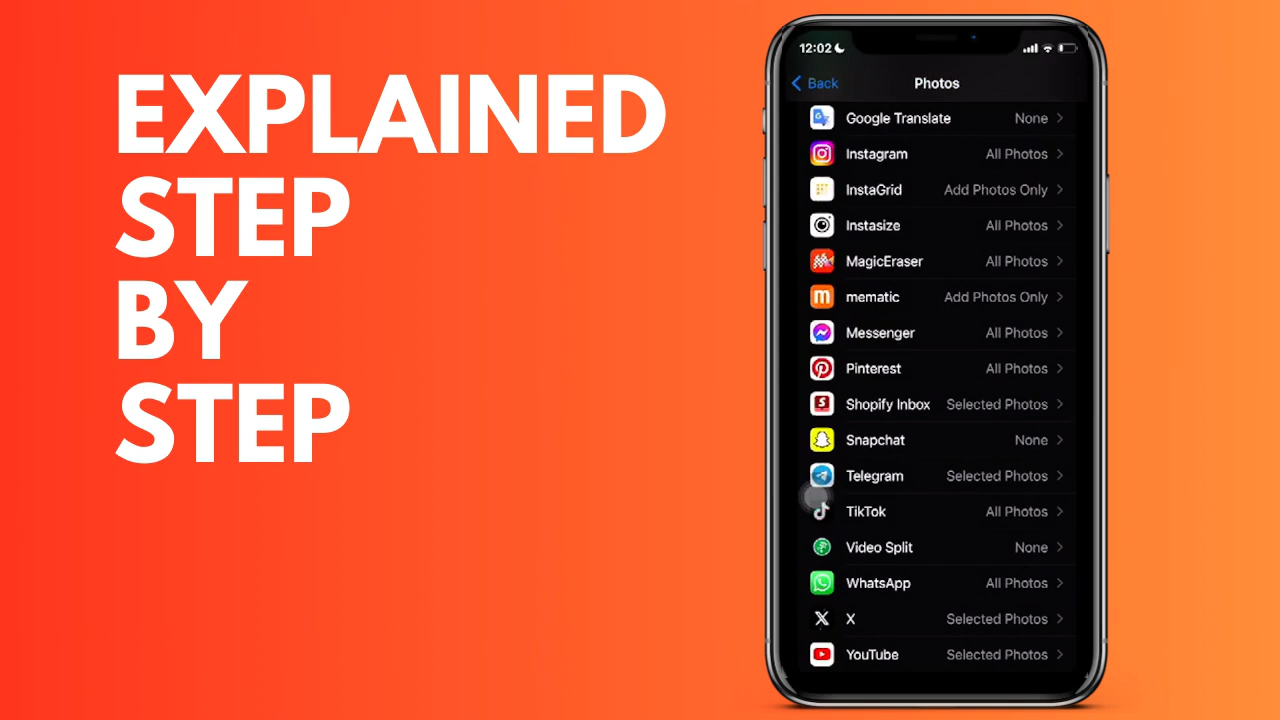 EXPLAINED
STEP
BY
STEP
12:02
Back Photos
Google Translate None
Instagram All Photos
InstaGrid Add Photos Only
Instasize All Photos
MagicEraser All Photos
mematic Add Photos Only
Messenger All Photos
Pinterest All Photos
Shopify Inbox Selected Photos
Snapchat None
Telegram Selected Photos
TikTok All Photos
Video Split None
WhatsApp All Photos
X Selected Photos
YouTube Selected Photos